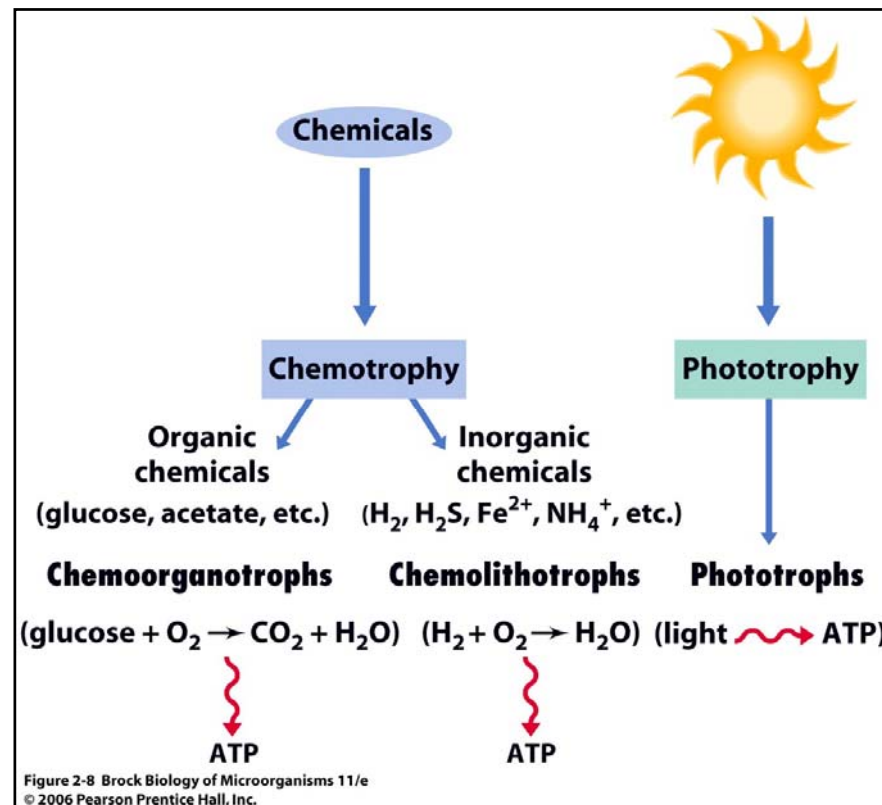 Chemicals
Chemotrophy
Phototrophy
Organic
chemicals
(glucose, acetate, etc.)
Inorganic
chemicals
(H₂, H₂S, Fe²⁺, NH₄⁺, etc.)
Chemoorganotrophs
Chemolithotrophs
Phototrophs
(glucose + O₂ → CO₂ + H₂O)
(H₂ + O₂ → H₂O)
(light → ATP)
ATP
ATP
Figure 2-8 Brock Biology of Microorganisms 11/e
© 2006 Pearson Prentice Hall, Inc.